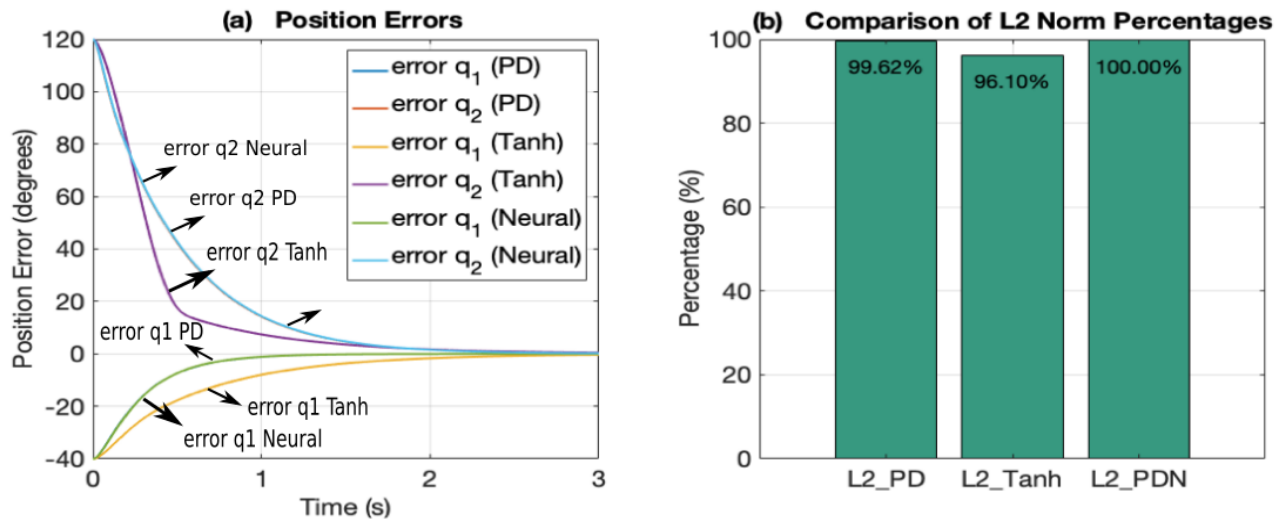 (a) Position Errors
120
100
80
60
40
20
0
-20
-40
Position Error (degrees)
0
1
2
3
Time (s)
error q1 (PD)
error q2 (PD)
error q1 (Tanh)
error q2 (Tanh)
error q1 (Neural)
error q2 (Neural)
error q2 Neural
error q2 PD
error q2 Tanh
error q1 PD
error q1 Tanh
error q1 Neural
(b) Comparison of L2 Norm Percentages
100
80
60
40
20
0
Percentage (%)
99.62%
96.10%
100.00%
L2_PD
L2_Tanh
L2_PDN